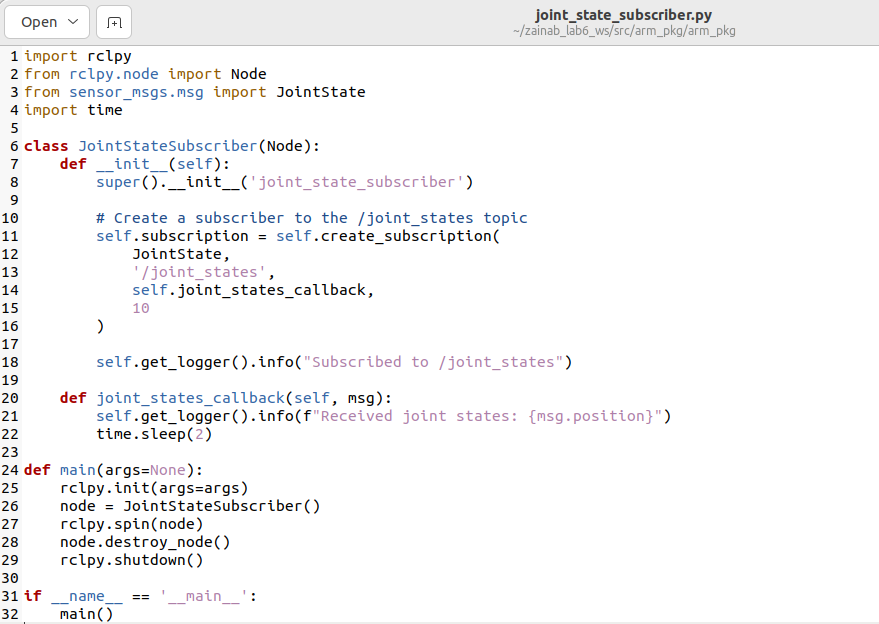 Open
joint_state_subscriber.py
~/zainab_lab6_ws/src/arm_pkg/arm_pkg
1 import rclpy
2 from rclpy.node import Node
3 from sensor_msgs.msg import JointState
4 import time
5
6 class JointStateSubscriber(Node):
7     def __init__(self):
8         super().__init__('joint_state_subscriber')
9
10         # Create a subscriber to the /joint_states topic
11         self.subscription = self.create_subscription(
12             JointState,
13             '/joint_states',
14             self.joint_states_callback,
15             10
16         )
17
18         self.get_logger().info("Subscribed to /joint_states")
19
20     def joint_states_callback(self, msg):
21         self.get_logger().info(f"Received joint states: {msg.position}")
22         time.sleep(2)
23
24 def main(args=None):
25     rclpy.init(args=args)
26     node = JointStateSubscriber()
27     rclpy.spin(node)
28     node.destroy_node()
29     rclpy.shutdown()
30
31 if __name__ == '__main__':
32     main()